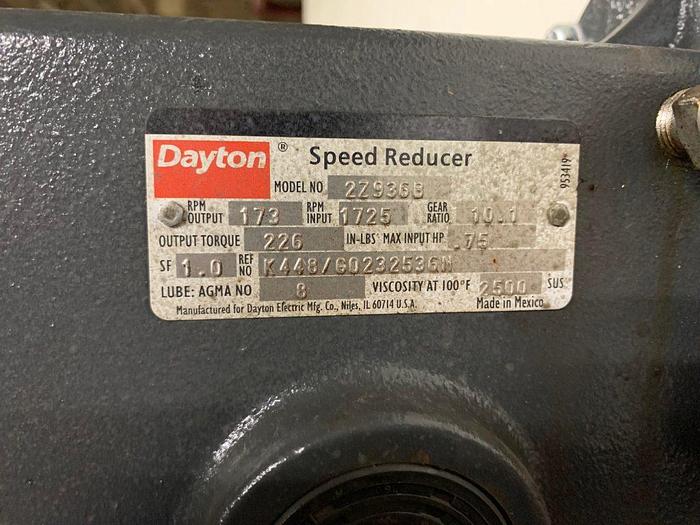 Dayton ® Speed Reducer
MODEL NO 2Z936B
RPM OUTPUT 173 RPM INPUT 1725 GEAR RATIO 10.1
OUTPUT TORQUE 226 IN-LBS MAX INPUT HP .75
SF 1.0 REF NO K448/G0232536N
LUBE: AGMA NO 8 VISCOSITY AT 100°F 2500 SUS
Manufactured for Dayton Electric Mfg. Co., Niles, IL 60714 U.S.A. Made in Mexico
953419